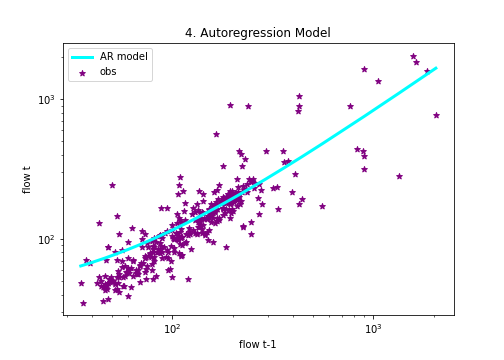 4. Autoregression Model
AR model
obs
10³
10²
flow t
10²
10³
flow t-1